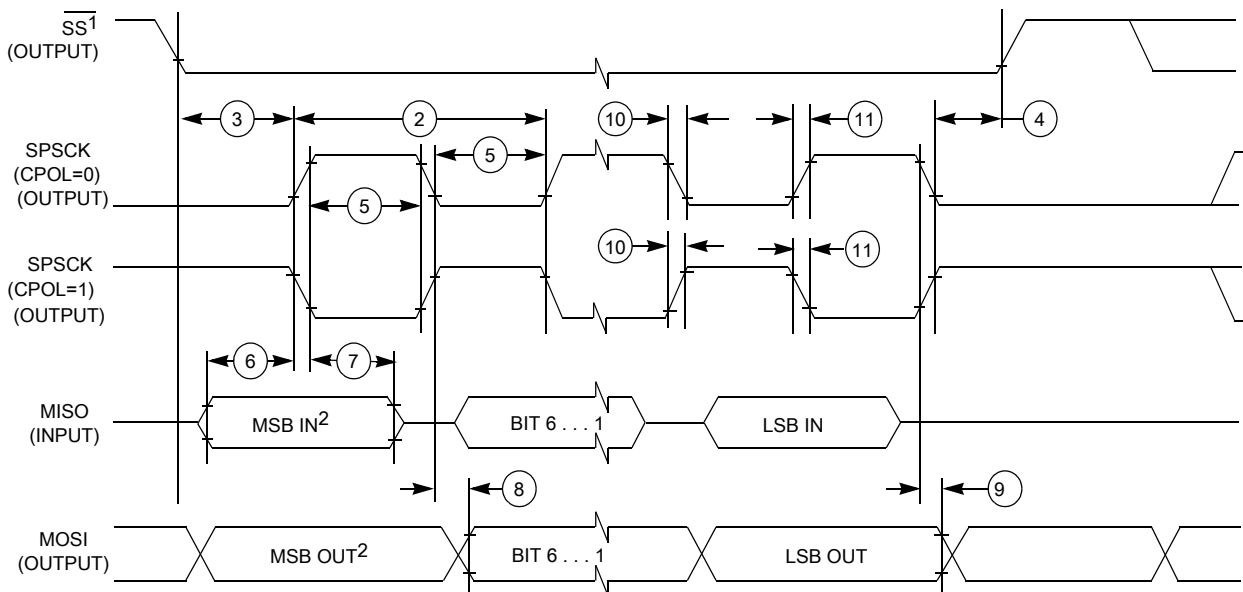 SS1
(OUTPUT)
3
2
10
11
4
SPSCK
(CPOL=0)
(OUTPUT)
5
5
SPSCK
(CPOL=1)
(OUTPUT)
10
11
6
7
MISO
(INPUT)
MSB IN2
BIT 6 . . . 1
LSB IN
8
9
MOSI
(OUTPUT)
MSB OUT2
BIT 6 . . . 1
LSB OUT